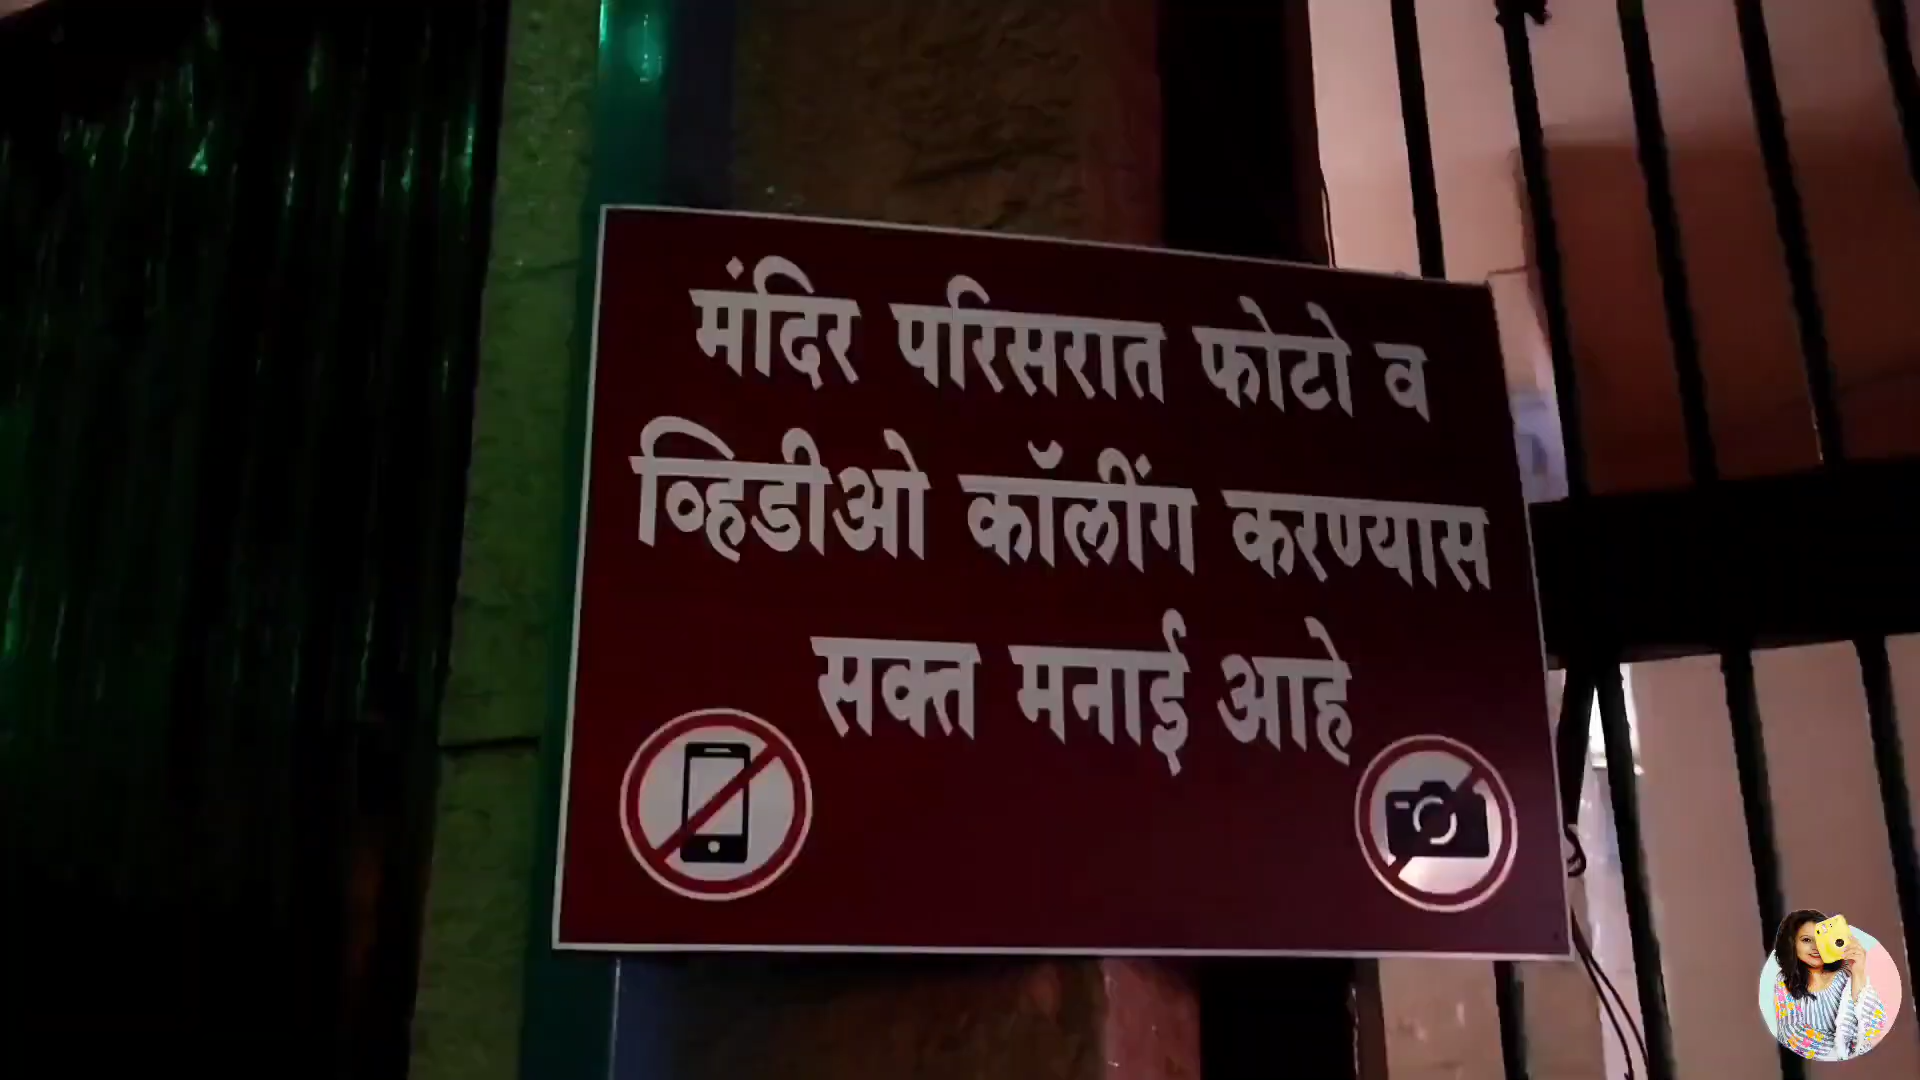 मंदिर परिसरात फोटो व
व्हिडीओ कॉलींग करण्यास
सक्त मनाई आहे